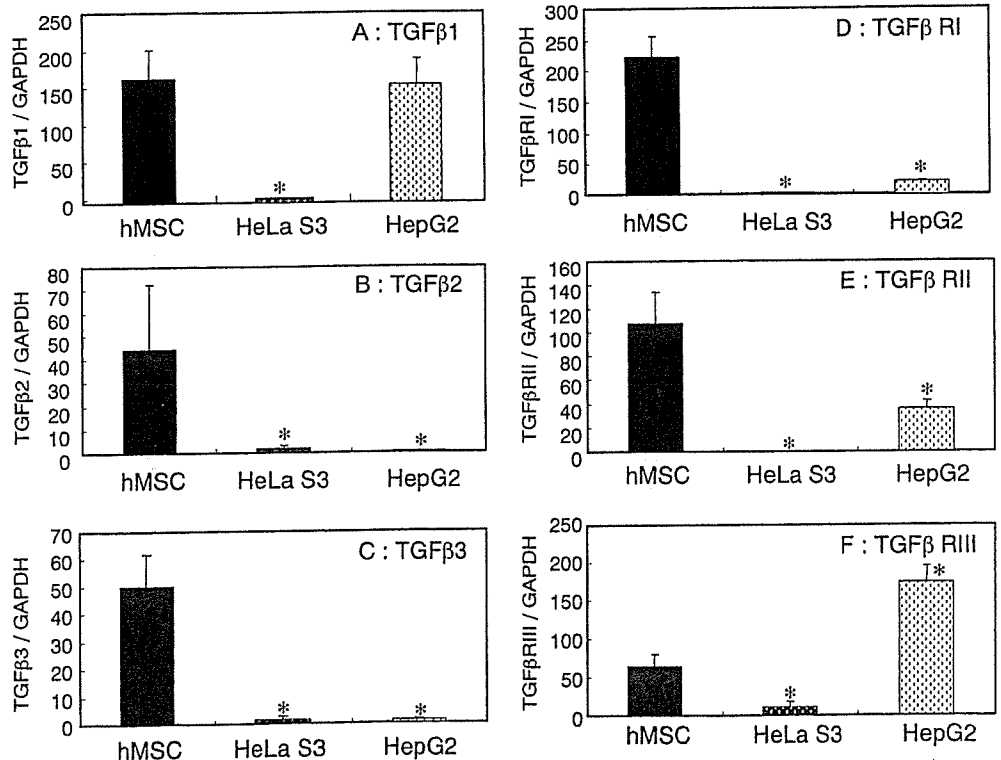 A : TGFβ1
TGFβ1 / GAPDH
250
200
150
100
50
0
*
hMSC HeLa S3 HepG2
B : TGFβ2
TGFβ2 / GAPDH
80
70
60
50
40
30
20
10
0
* *
hMSC HeLa S3 HepG2
C : TGFβ3
TGFβ3 / GAPDH
70
60
50
40
30
20
10
0
* *
hMSC HeLa S3 HepG2
D : TGFβ RI
TGFβRI / GAPDH
300
250
200
150
100
50
0
* *
hMSC HeLa S3 HepG2
E : TGFβ RII
TGFβRII / GAPDH
160
140
120
100
80
60
40
20
0
* *
hMSC HeLa S3 HepG2
F : TGFβ RIII
TGFβRIII / GAPDH
250
200
150
100
50
0
* *
hMSC HeLa S3 HepG2